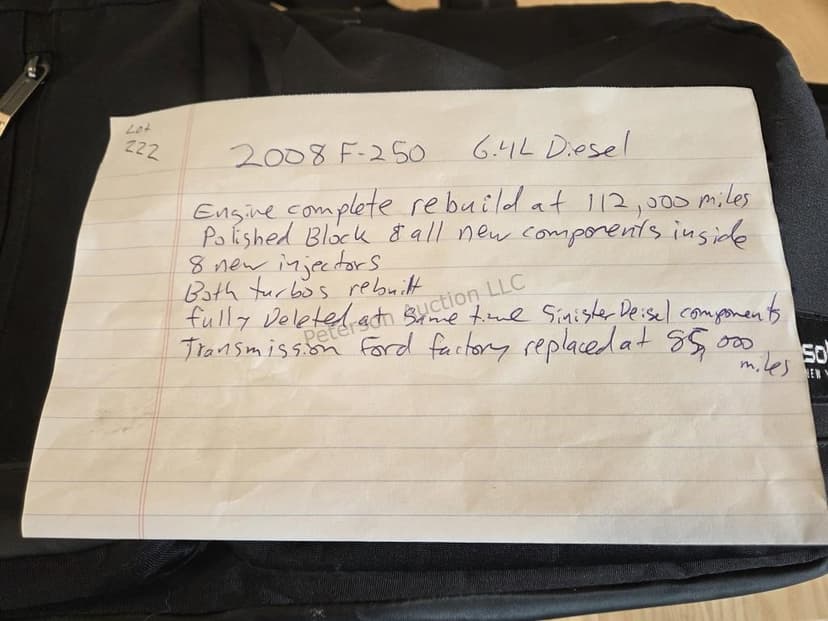 Lot
222
2008 F-250 6.4L Diesel
Engine complete rebuild at 112,000 miles
Polished Block & all new components inside
8 new injectors
Both turbos rebuilt
fully Deleted at same time Sinister Deisel components
Transmission Ford factory replaced at 85,000
miles
Peterson Auction LLC